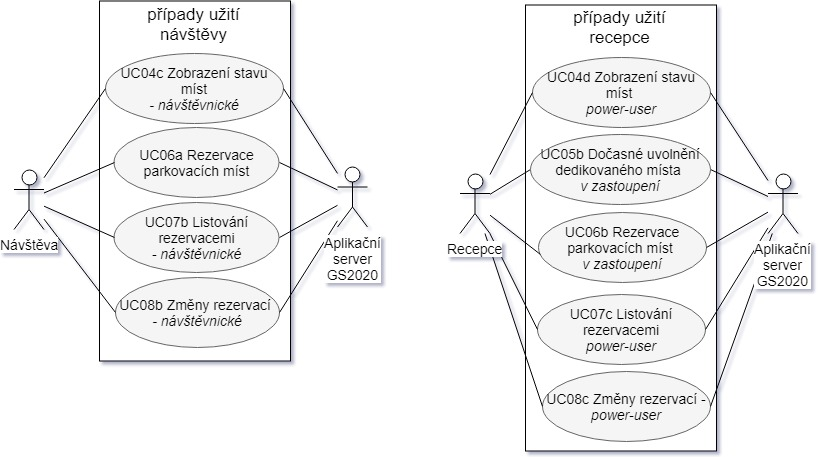 případy užití
návštěvy
UC04c Zobrazení stavu
míst
- návštěvnické
UC06a Rezervace
parkovacích míst
UC07b Listování
rezervacemi
- návštěvnické
UC08b Změny rezervací
- návštěvnické
Návštěva
Aplikační
server
GS2020
případy užití
recepce
UC04d Zobrazení stavu
míst
power-user
UC05b Dočasné uvolnění
dedikovaného místa
v zastoupení
UC06b Rezervace
parkovacích míst
v zastoupení
UC07c Listování
rezervacemi
power-user
UC08c Změny rezervací -
power-user
Recepce
Aplikační
server
GS2020